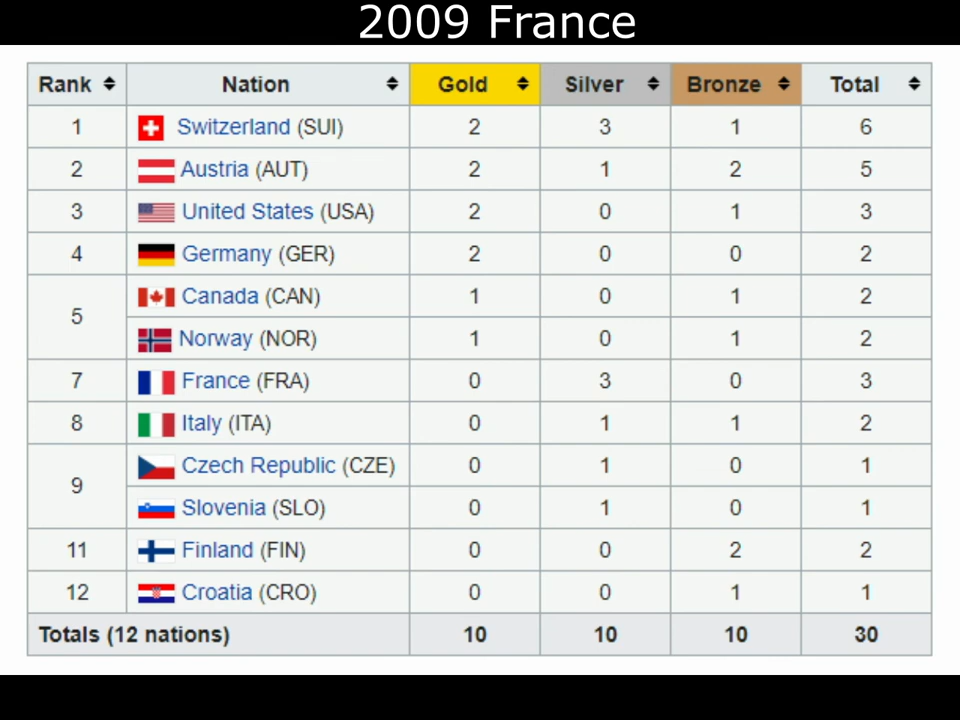 2009 France
Rank Nation Gold Silver Bronze Total
1 Switzerland (SUI) 2 3 1 6
2 Austria (AUT) 2 1 2 5
3 United States (USA) 2 0 1 3
4 Germany (GER) 2 0 0 2
5 Canada (CAN) 1 0 1 2
Norway (NOR) 1 0 1 2
7 France (FRA) 0 3 0 3
8 Italy (ITA) 0 1 1 2
9 Czech Republic (CZE) 0 1 0 1
Slovenia (SLO) 0 1 0 1
11 Finland (FIN) 0 0 2 2
12 Croatia (CRO) 0 0 1 1
Totals (12 nations) 10 10 10 30